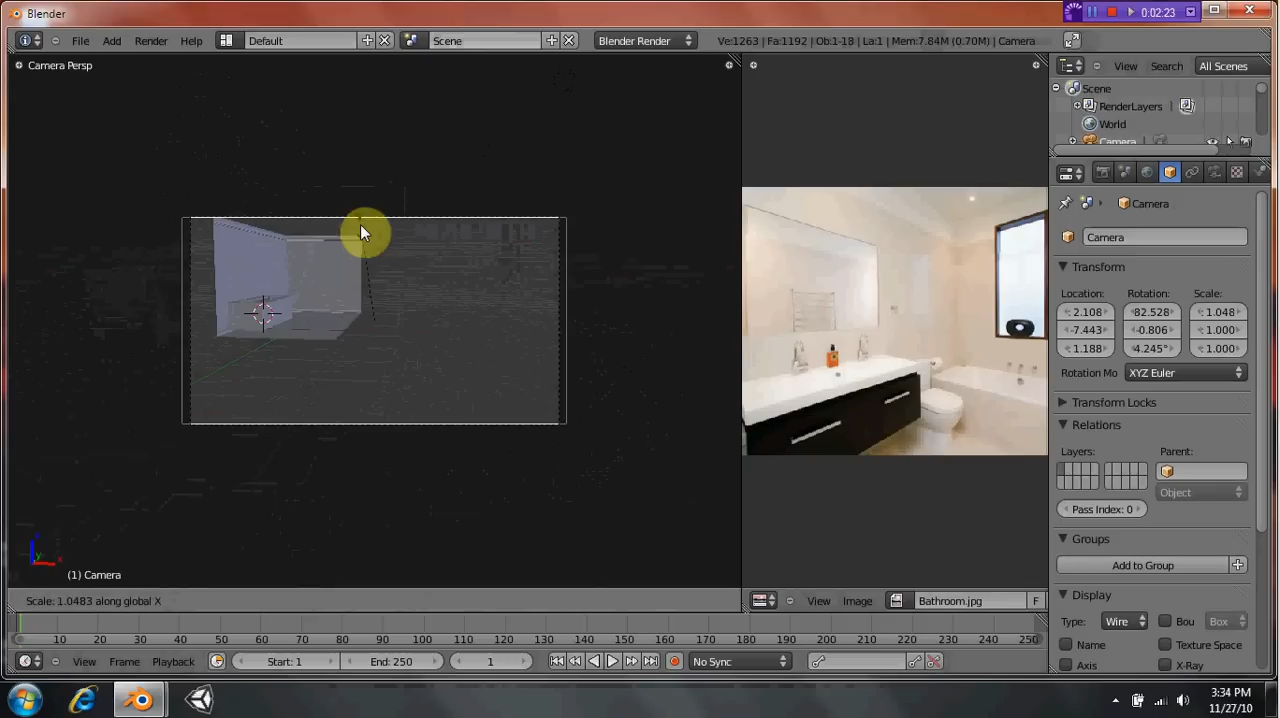 Blender
0:02:23
File Add Render Help
Default
Scene
Blender Render
Ve:1263 | Fa:1192 | Ob:1-18 | La:1 | Mem:7.84M (0.70M) | Camera
Camera Persp
View Search All Scenes
Scene
RenderLayers
World
Camera
Camera
Camera
Transform
Location: Rotation: Scale:
2.108 82.528 1.048
-7.443 -0.806 1.000
1.188 4.245° 1.000
Rotation Mo XYZ Euler
Transform Locks
Relations
Layers: Parent:
Object
Pass Index: 0
Groups
Add to Group
Display
Type: Wire Bou Box
Name Texture Space
Axis X-Ray
(1) Camera
Scale: 1.0483 along global X
View Image Bathroom.jpg F
0 10 20 30 40 50 60 70 80 90 100 110 120 130 140 150 160 170 180 190 200 210 220 230 240 250
View Frame Playback Start: 1 End: 250 1 No Sync
3:34 PM
11/27/10